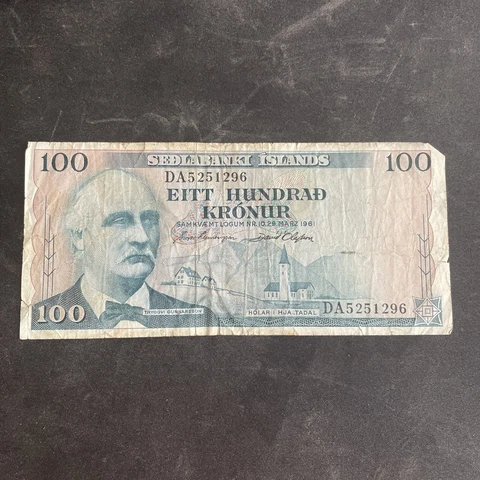 100 SEÐLABANKI ÍSLANDS 100
DA5251296
EITT HUNDRAÐ
KRÓNUR
SAMKVÆMT LOGUM NR.10.29.MARZ 1961
100
TRYGGVI GUNNARSSON
HÓLAR Í HJALTADAL
DA5251296